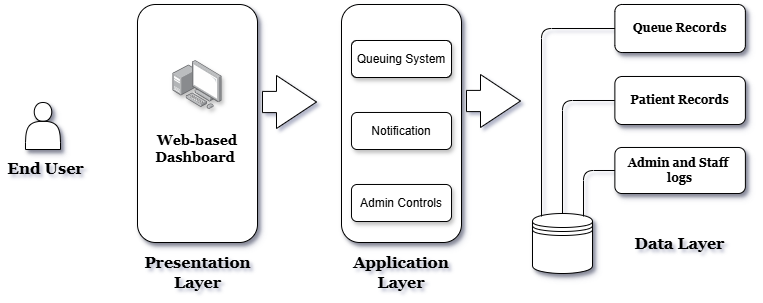 End User
Web-based
Dashboard
Presentation
Layer
Queuing System
Notification
Admin Controls
Application
Layer
Queue Records
Patient Records
Admin and Staff
logs
Data Layer